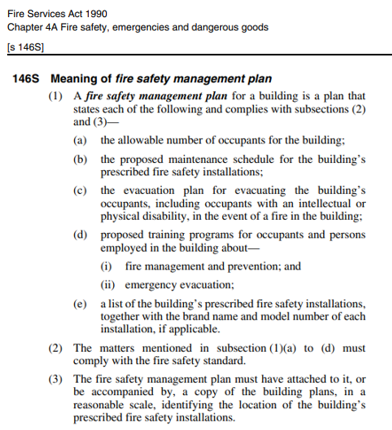 Fire Services Act 1990
Chapter 4A Fire safety, emergencies and dangerous goods
[s 146S]
146S Meaning of fire safety management plan
(1) A fire safety management plan for a building is a plan that
states each of the following and complies with subsections (2)
and (3)—
(a) the allowable number of occupants for the building;
(b) the proposed maintenance schedule for the building’s
prescribed fire safety installations;
(c) the evacuation plan for evacuating the building’s
occupants, including occupants with an intellectual or
physical disability, in the event of a fire in the building;
(d) proposed training programs for occupants and persons
employed in the building about—
(i) fire management and prevention; and
(ii) emergency evacuation;
(e) a list of the building’s prescribed fire safety installations,
together with the brand name and model number of each
installation, if applicable.
(2) The matters mentioned in subsection (1)(a) to (d) must
comply with the fire safety standard.
(3) The fire safety management plan must have attached to it, or
be accompanied by, a copy of the building plans, in a
reasonable scale, identifying the location of the building’s
prescribed fire safety installations.